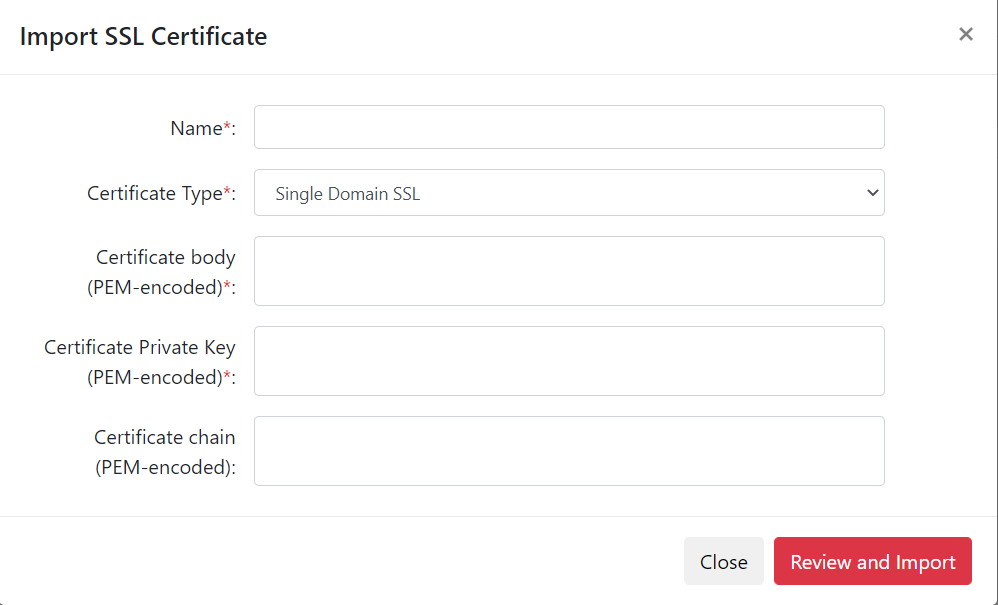 Import SSL Certificate ×
Name*:
Certificate Type*: Single Domain SSL
Certificate body
(PEM-encoded)*:
Certificate Private Key
(PEM-encoded)*:
Certificate chain
(PEM-encoded):
Close Review and Import